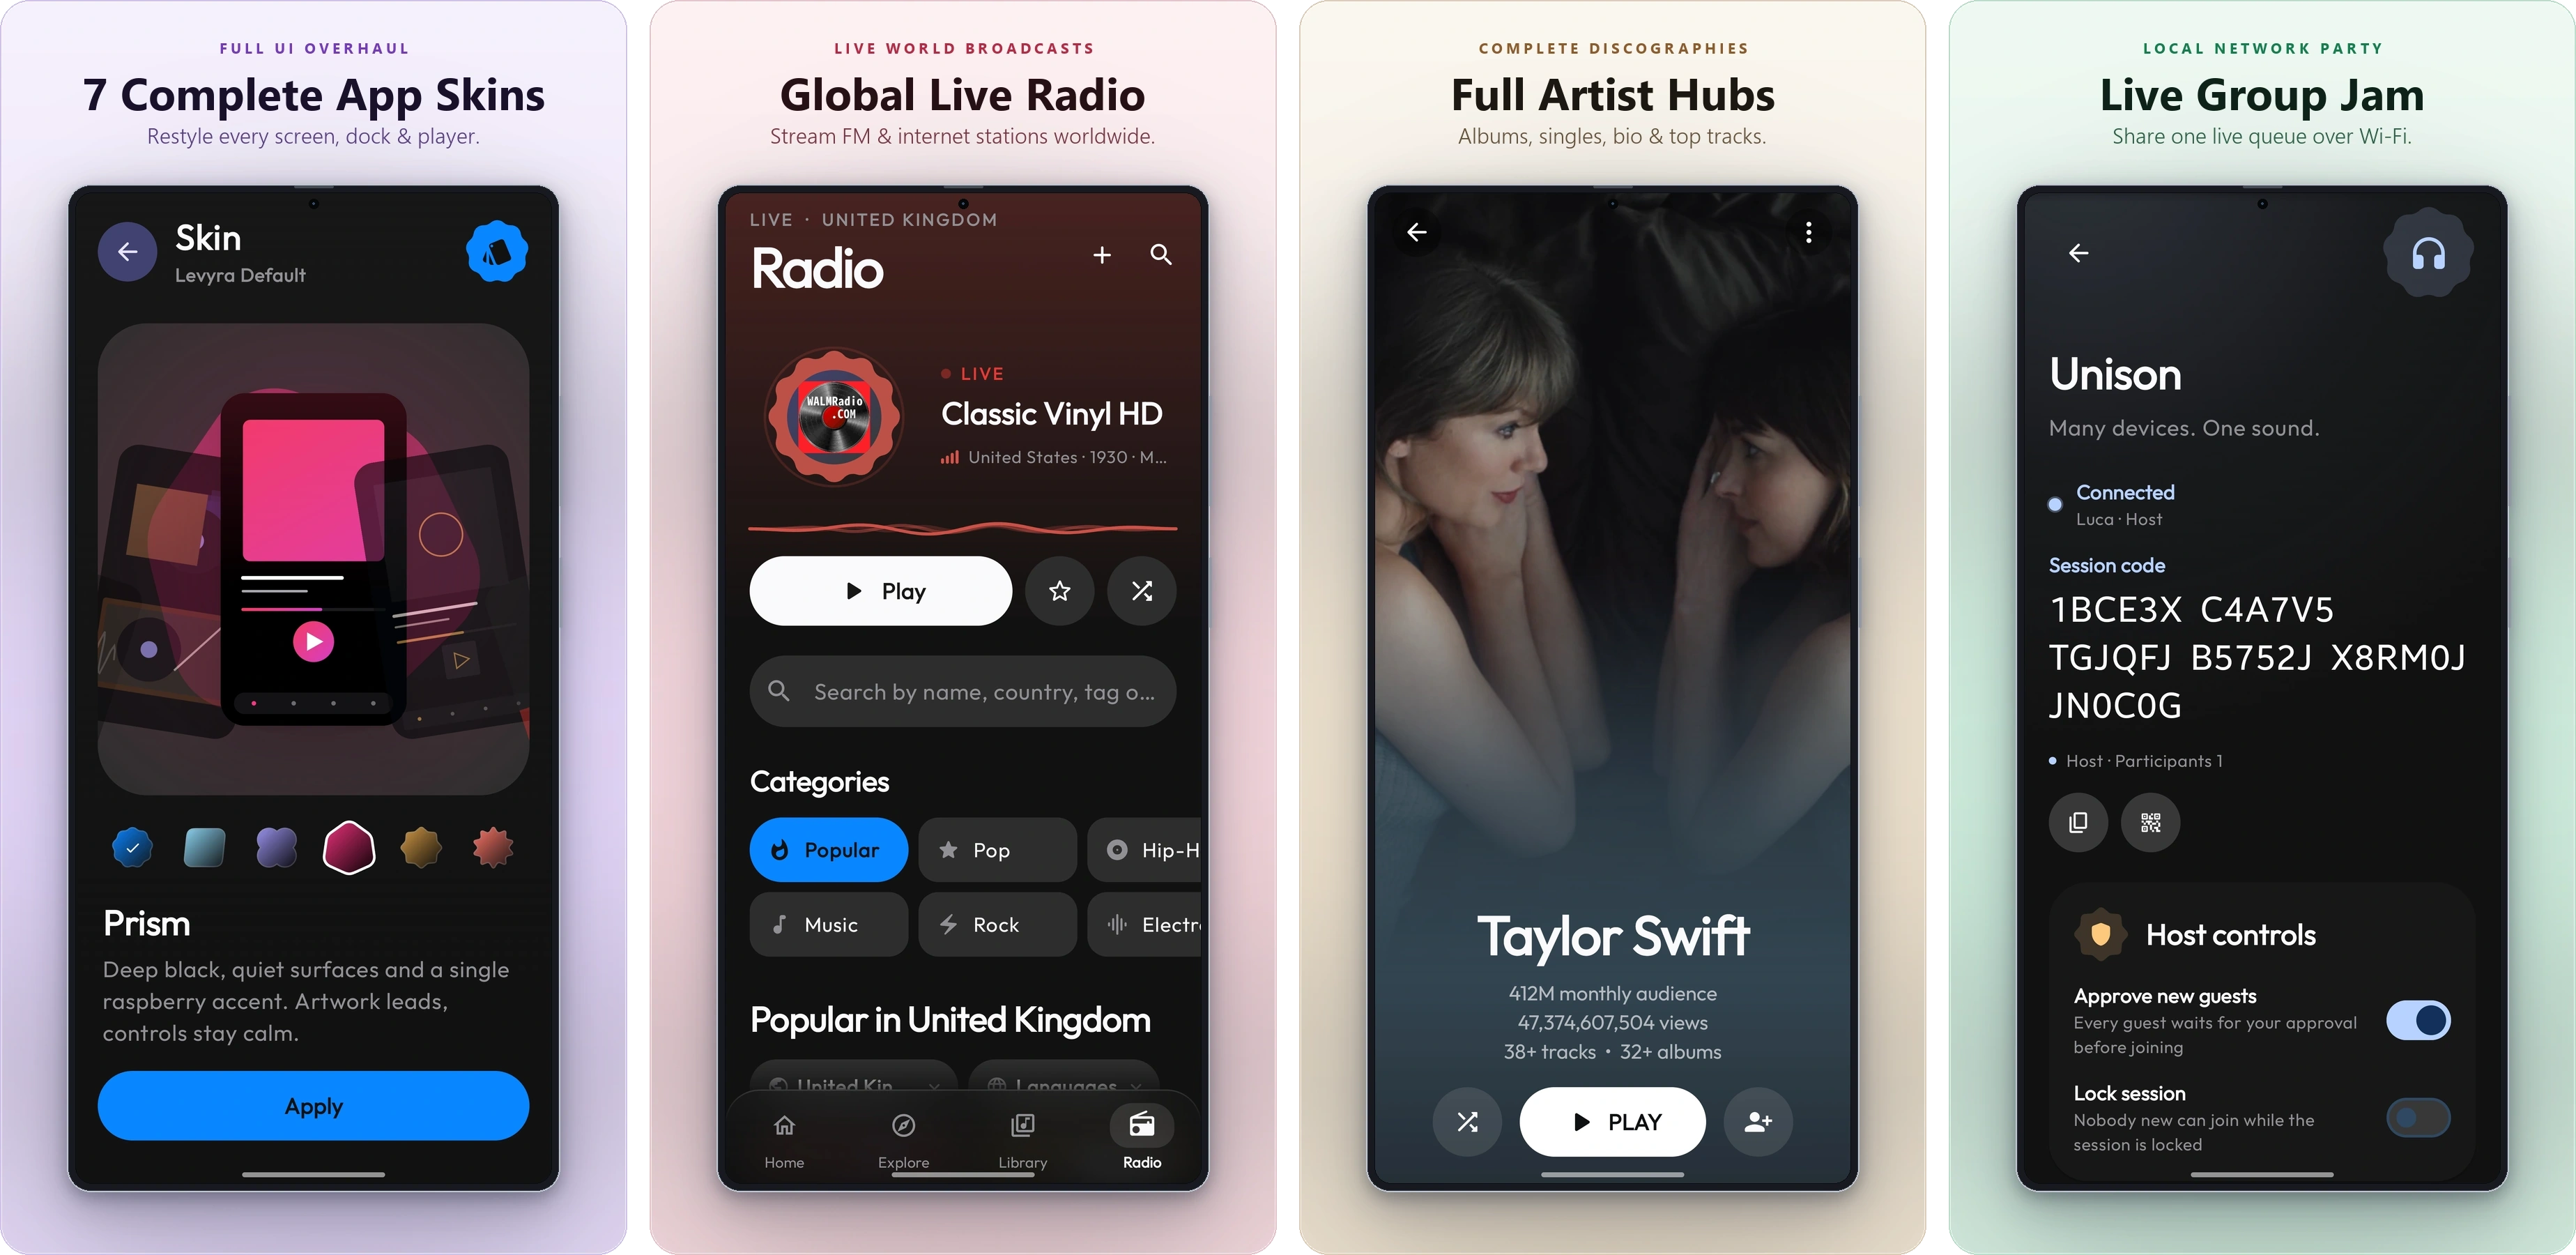 FULL UI OVERHAUL
7 Complete App Skins
Restyle every screen, dock & player.
Skin
Levyra Default
Prism
Deep black, quiet surfaces and a single
raspberry accent. Artwork leads,
controls stay calm.
Apply
LIVE WORLD BROADCASTS
Global Live Radio
Stream FM & internet stations worldwide.
LIVE · UNITED KINGDOM
Radio
WALMRadio
.COM
LIVE
Classic Vinyl HD
United States · 1930 · M...
Play
Search by name, country, tag o...
Categories
Popular
Pop
Hip-H
Music
Rock
Electr
Popular in United Kingdom
United Kin
Languages
Home
Explore
Library
Radio
COMPLETE DISCOGRAPHIES
Full Artist Hubs
Albums, singles, bio & top tracks.
Taylor Swift
412M monthly audience
47,374,607,504 views
38+ tracks • 32+ albums
PLAY
LOCAL NETWORK PARTY
Live Group Jam
Share one live queue over Wi-Fi.
Unison
Many devices. One sound.
Connected
Luca · Host
Session code
1BCE3X C4A7V5
TGJQFJ B5752J X8RM0J
JN0C0G
Host · Participants 1
Host controls
Approve new guests
Every guest waits for your approval
before joining
Lock session
Nobody new can join while the
session is locked